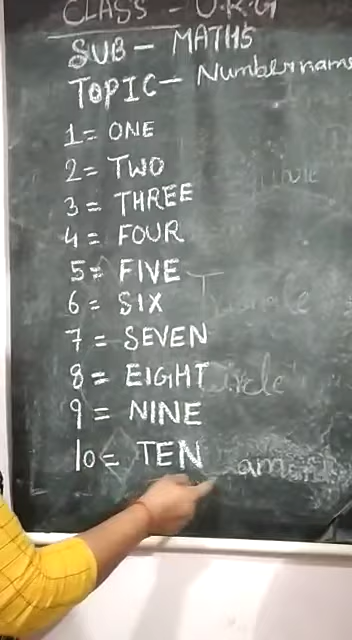 CLASS - U.K.G
SUB - MATHS
TOPIC - Number name
1 = ONE
2 = TWO
3 = THREE
4 = FOUR
5 = FIVE
6 = SIX
7 = SEVEN
8 = EIGHT
9 = NINE
10 = TEN